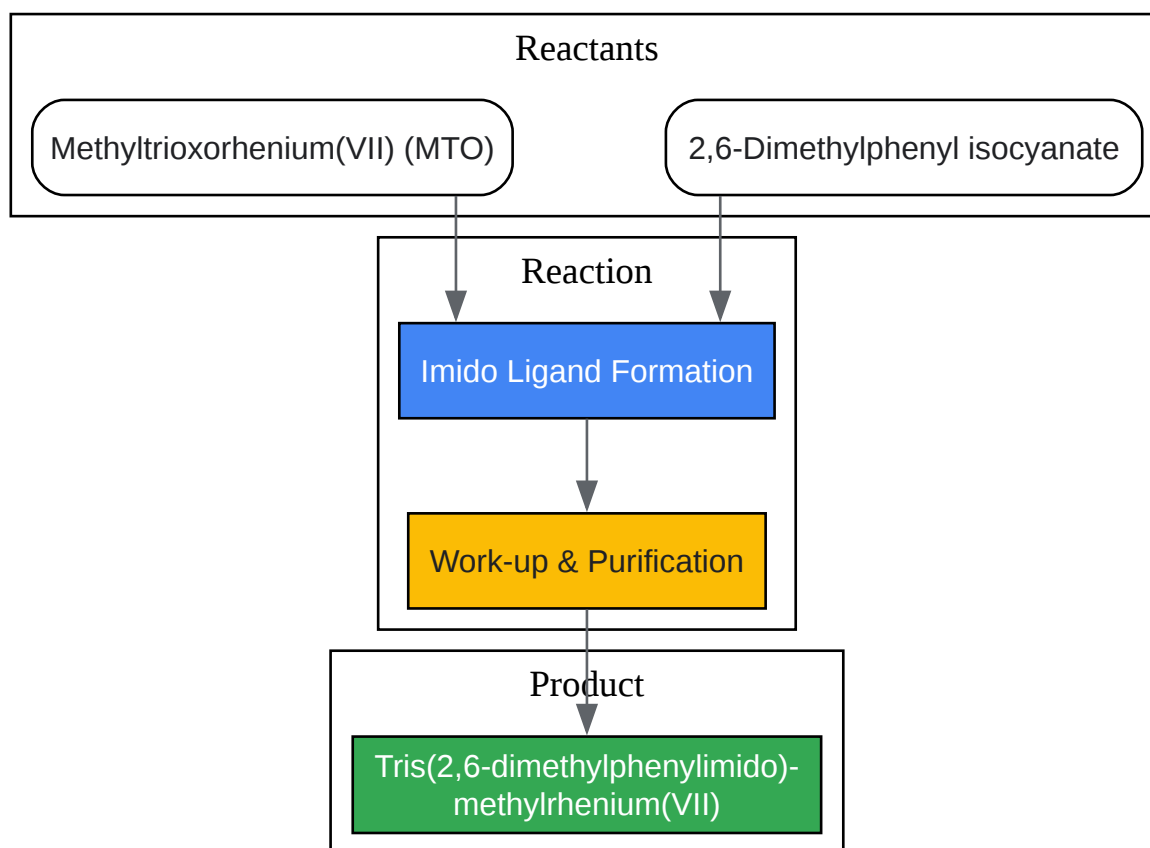 Reactants
Methyltrioxorhenium(VII) (MTO)
2,6-Dimethylphenyl isocyanate
Reaction
Imido Ligand Formation
Work-up & Purification
Product
Tris(2,6-dimethylphenylimido)-
methylrhenium(VII)